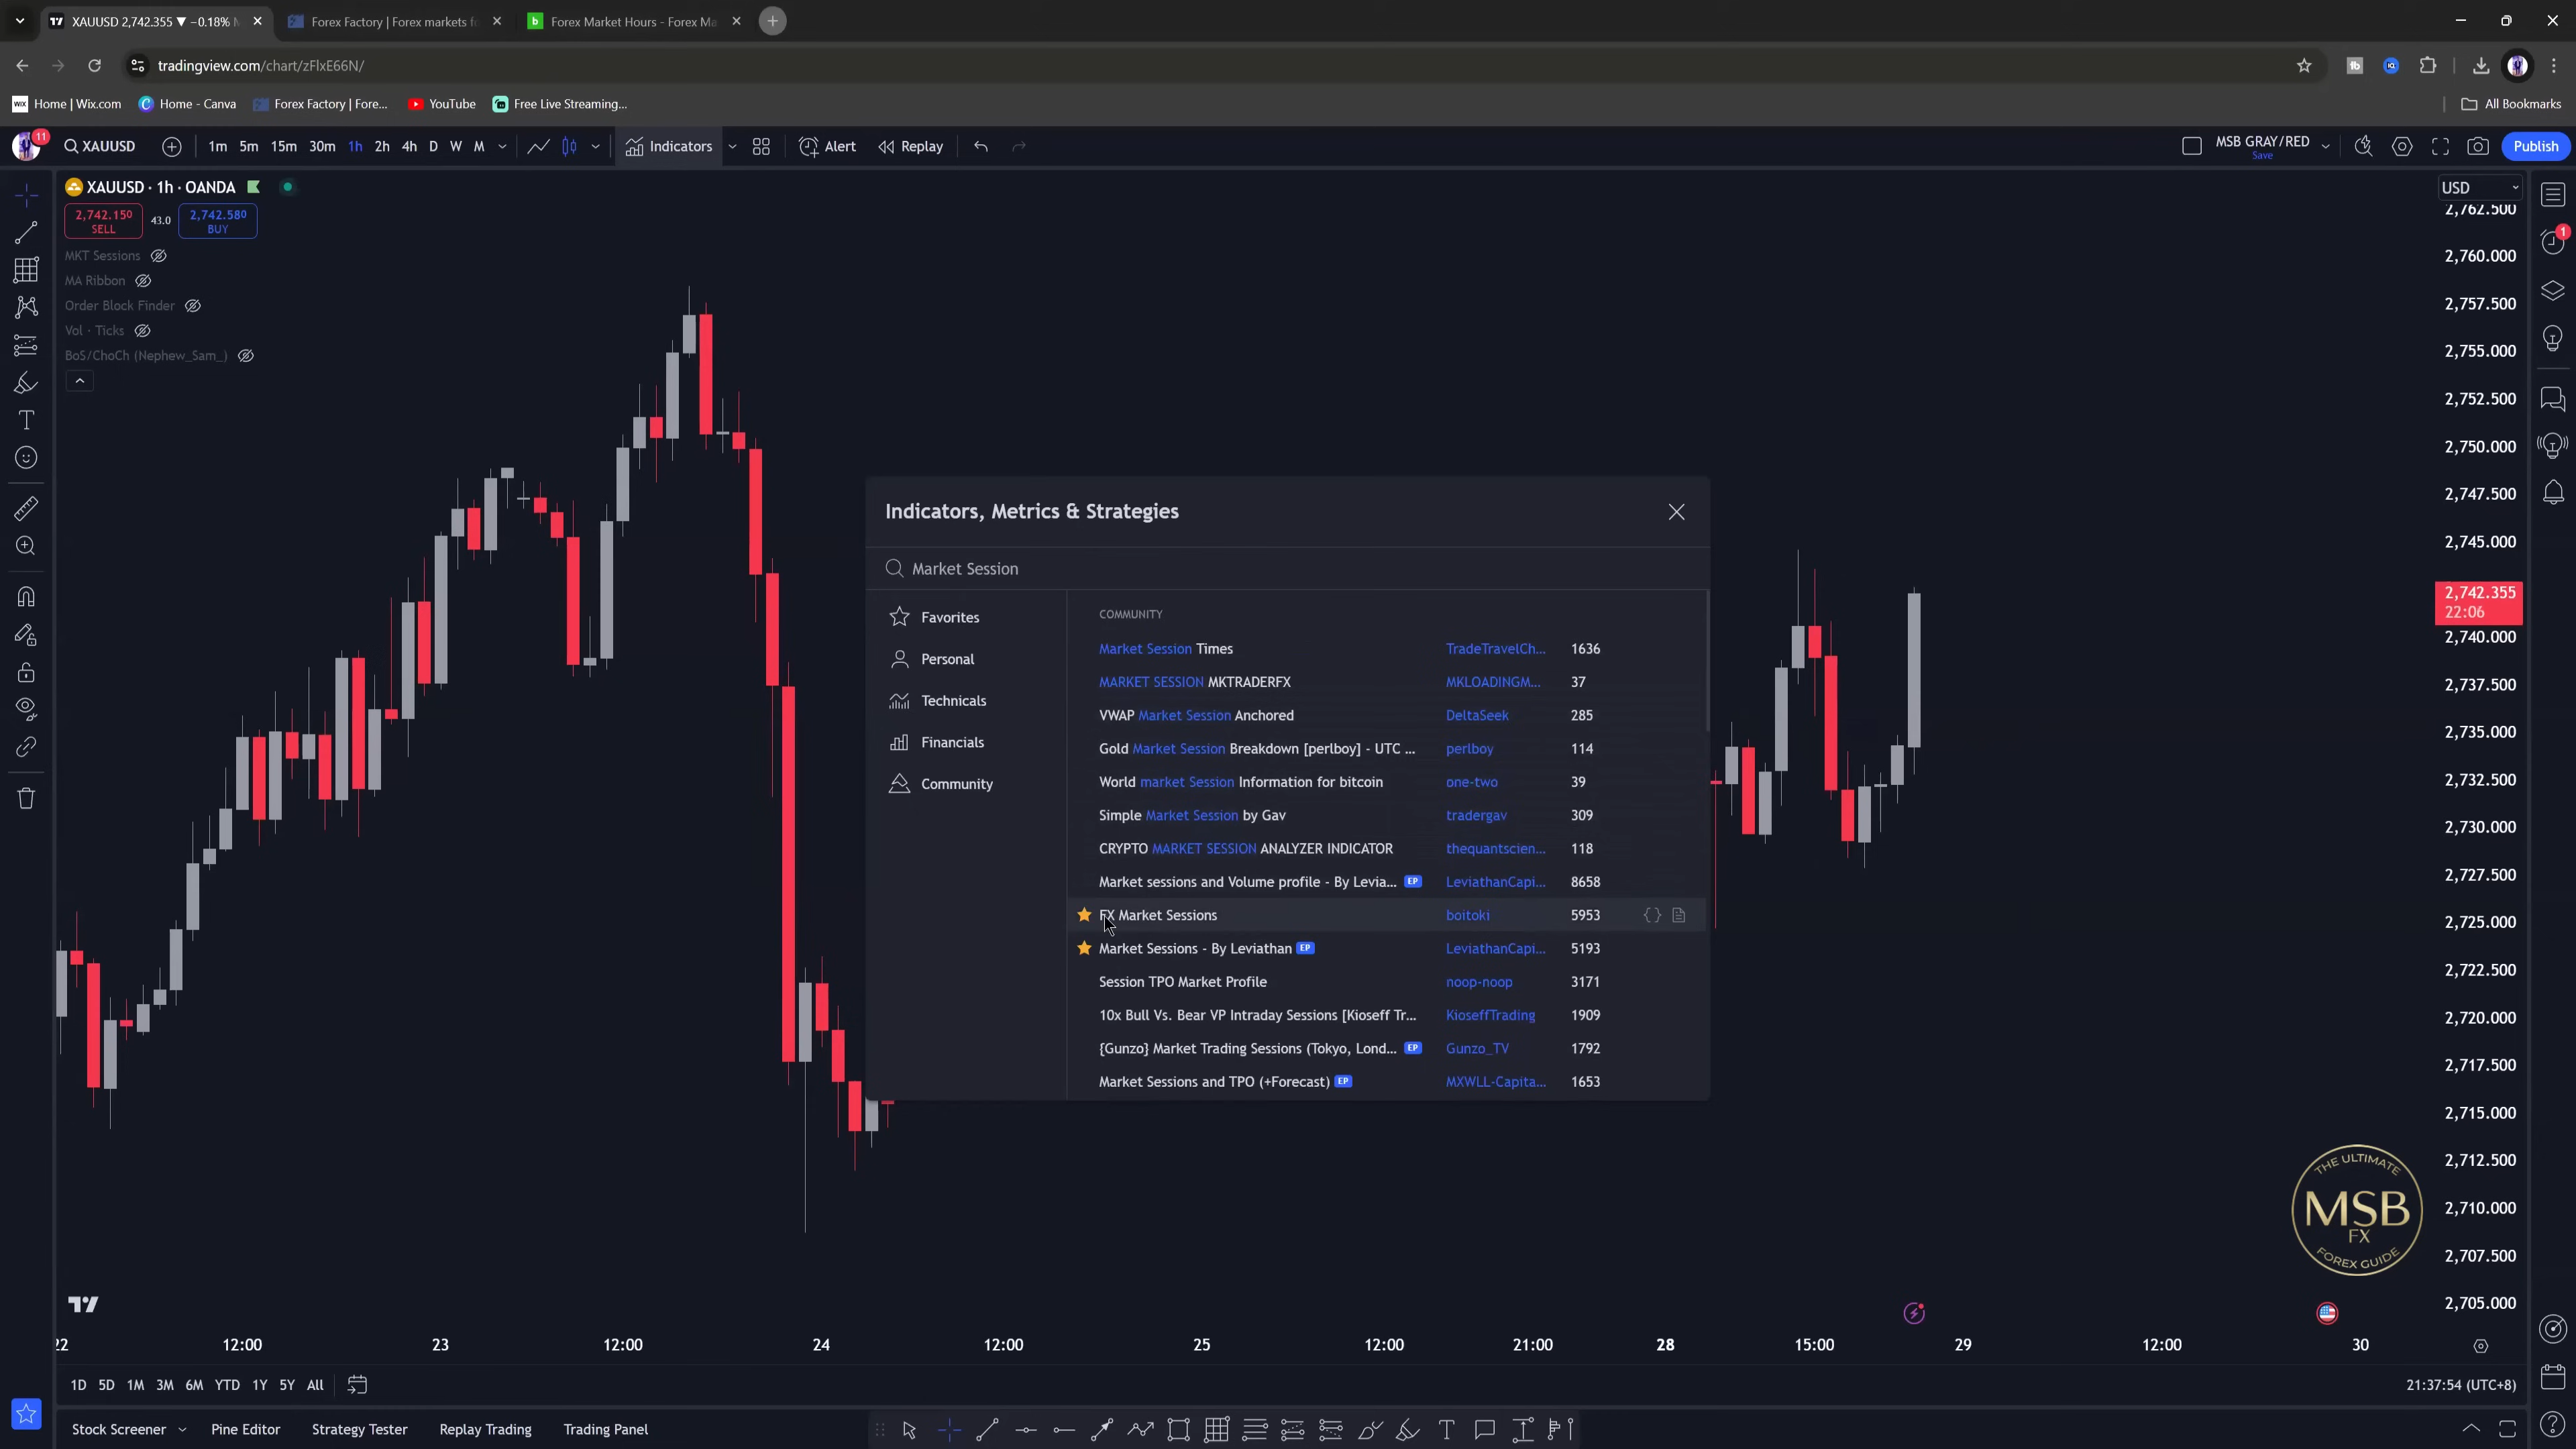 XAUUSD 2,742.355 ▼ −0.18%
Forex Factory | Forex markets f
Forex Market Hours - Forex Ma
tradingview.com/chart/zFlxE66N/
WIX Home | Wix.com
Home - Canva
Forex Factory | Fore...
YouTube
Free Live Streaming...
All Bookmarks
11
XAUUSD
1m 5m 15m 30m 1h 2h 4h D W M
Indicators
Alert
Replay
MSB GRAY/RED
Save
Publish
XAUUSD · 1h · OANDA
2,742.150
SELL
43.0
2,742.580
BUY
MKT Sessions
MA Ribbon
Order Block Finder
Vol · Ticks
BoS/ChoCh (Nephew_Sam_)
USD
2,762.500
2,760.000
2,757.500
2,755.000
2,752.500
2,750.000
2,747.500
2,745.000
2,742.355
22:06
2,740.000
2,737.500
2,735.000
2,732.500
2,730.000
2,727.500
2,725.000
2,722.500
2,720.000
2,717.500
2,715.000
2,712.500
2,710.000
2,707.500
2,705.000
1
Indicators, Metrics & Strategies
Market Session
Favorites
Personal
Technicals
Financials
Community
COMMUNITY
Market Session Times TradeTravelCh... 1636
MARKET SESSION MKTRADERFX MKLOADINGM... 37
VWAP Market Session Anchored DeltaSeek 285
Gold Market Session Breakdown [perlboy] - UTC ... perlboy 114
World market Session Information for bitcoin one-two 39
Simple Market Session by Gav tradergav 309
CRYPTO MARKET SESSION ANALYZER INDICATOR thequantscien... 118
Market sessions and Volume profile - By Levia... EP LeviathanCapi... 8658
FX Market Sessions boitoki 5953
Market Sessions - By Leviathan EP LeviathanCapi... 5193
Session TPO Market Profile noop-noop 3171
10x Bull Vs. Bear VP Intraday Sessions [Kioseff Tr... KioseffTrading 1909
{Gunzo} Market Trading Sessions (Tokyo, Lond... EP Gunzo_TV 1792
Market Sessions and TPO (+Forecast) EP MXWLL-Capita... 1653
THE ULTIMATE
MSB
FX
FOREX GUIDE
22 12:00 23 12:00 24 12:00 25 12:00 21:00 28 15:00 29 12:00 30
1D 5D 1M 3M 6M YTD 1Y 5Y All
21:37:54 (UTC+8)
Stock Screener
Pine Editor
Strategy Tester
Replay Trading
Trading Panel